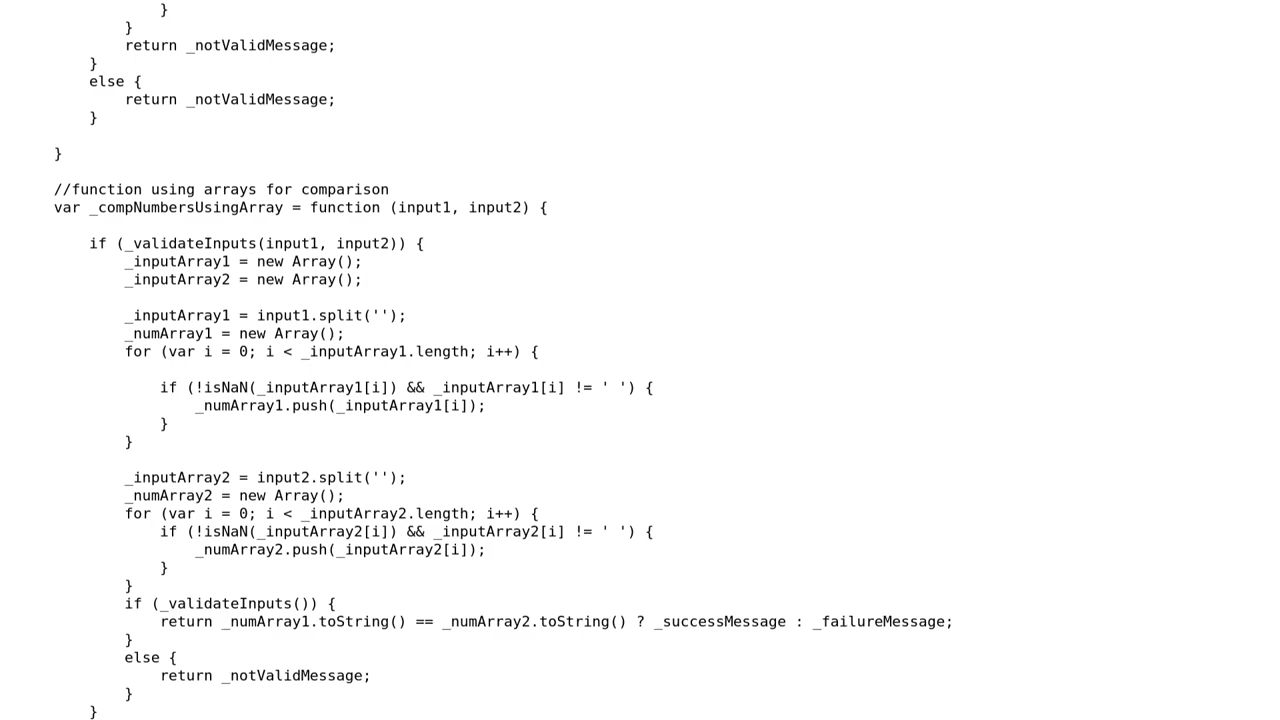 }
}
return _notValidMessage;
}
else {
return _notValidMessage;
}
}
//function using arrays for comparison
var _compNumbersUsingArray = function (input1, input2) {
if (_validateInputs(input1, input2)) {
_inputArray1 = new Array();
_inputArray2 = new Array();
_inputArray1 = input1.split('');
_numArray1 = new Array();
for (var i = 0; i < _inputArray1.length; i++) {
if (!isNaN(_inputArray1[i]) && _inputArray1[i] != ' ') {
_numArray1.push(_inputArray1[i]);
}
}
_inputArray2 = input2.split('');
_numArray2 = new Array();
for (var i = 0; i < _inputArray2.length; i++) {
if (!isNaN(_inputArray2[i]) && _inputArray2[i] != ' ') {
_numArray2.push(_inputArray2[i]);
}
}
if (_validateInputs()) {
return _numArray1.toString() == _numArray2.toString() ? _successMessage : _failureMessage;
}
else {
return _notValidMessage;
}
}